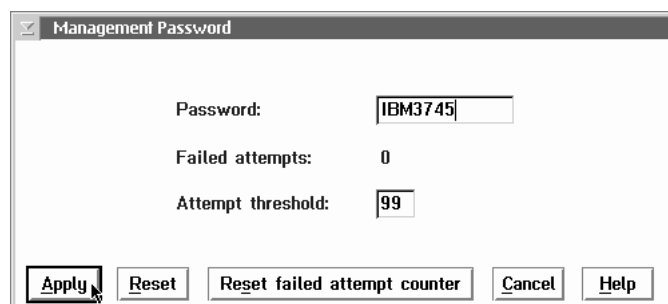 Management Password
Password: IBM3745
Failed attempts: 0
Attempt threshold: 99
Apply Reset Reset failed attempt counter Cancel Help